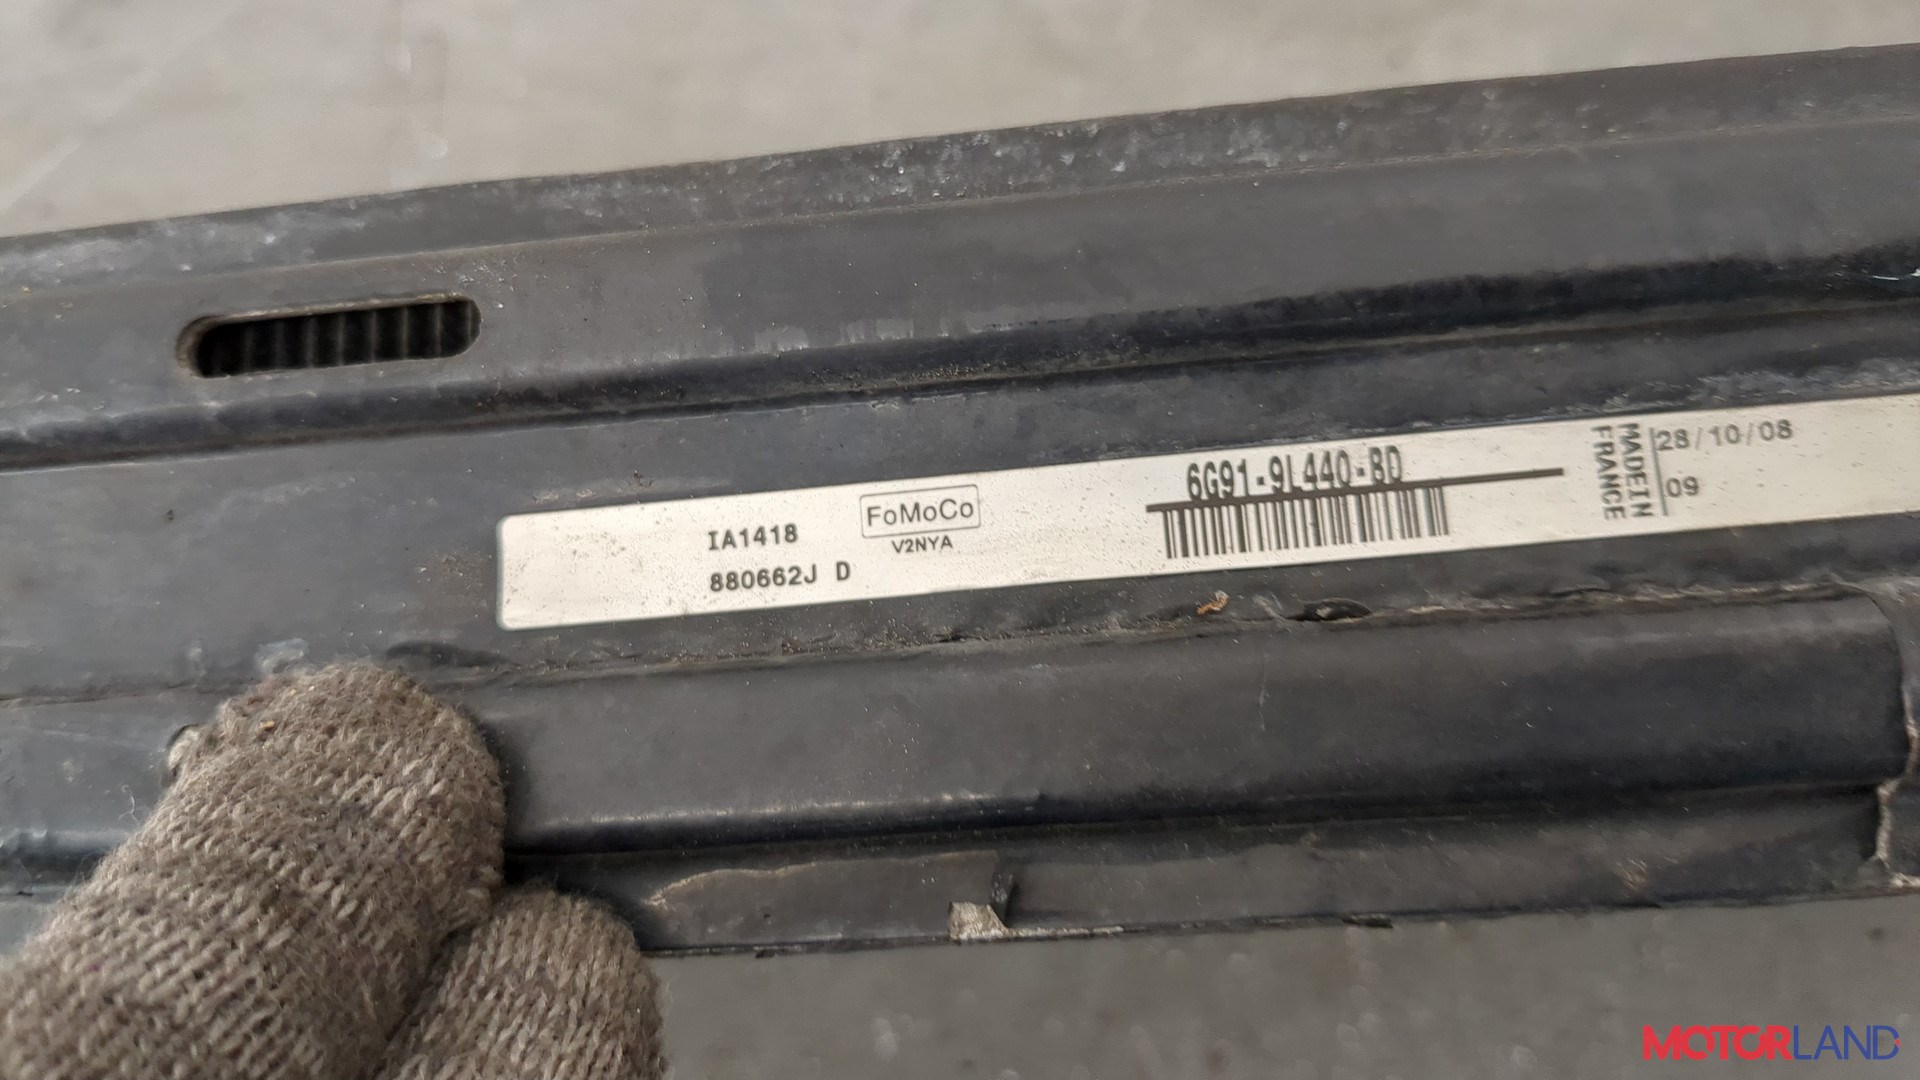 IA1418
880662J D
FoMoCo
V2NYA
6G91-9L440-BD
MADE IN
FRANCE
28/10/08
09
MOTORLAND